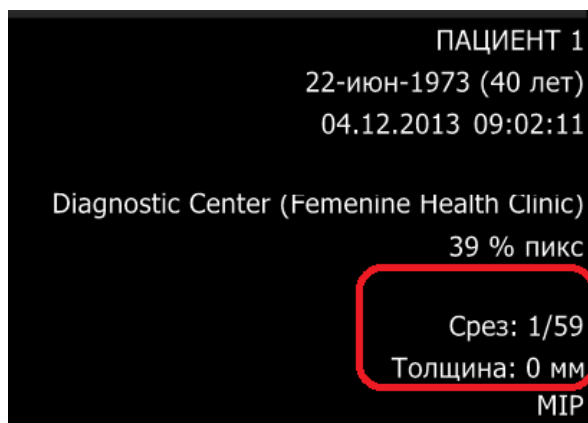 ПАЦИЕНТ 1
22-июн-1973 (40 лет)
04.12.2013 09:02:11
Diagnostic Center (Femenine Health Clinic)
39 % пикс
Срез: 1/59
Толщина: 0 мм
MIP